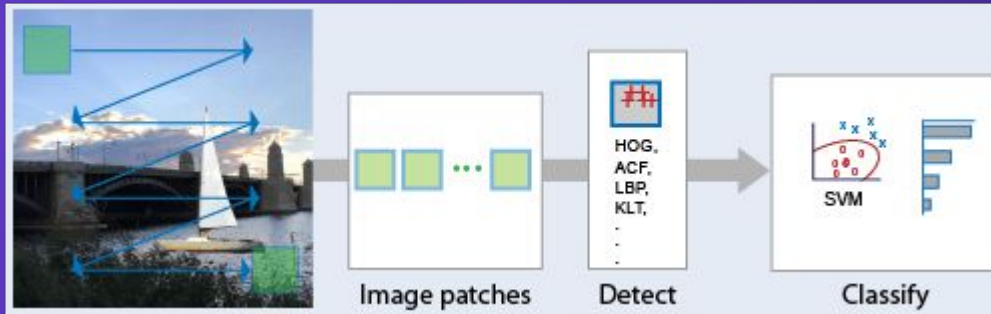 HOG,
ACF,
LBP,
KLT,
.
.
.
SVM
Image patches
Detect
Classify